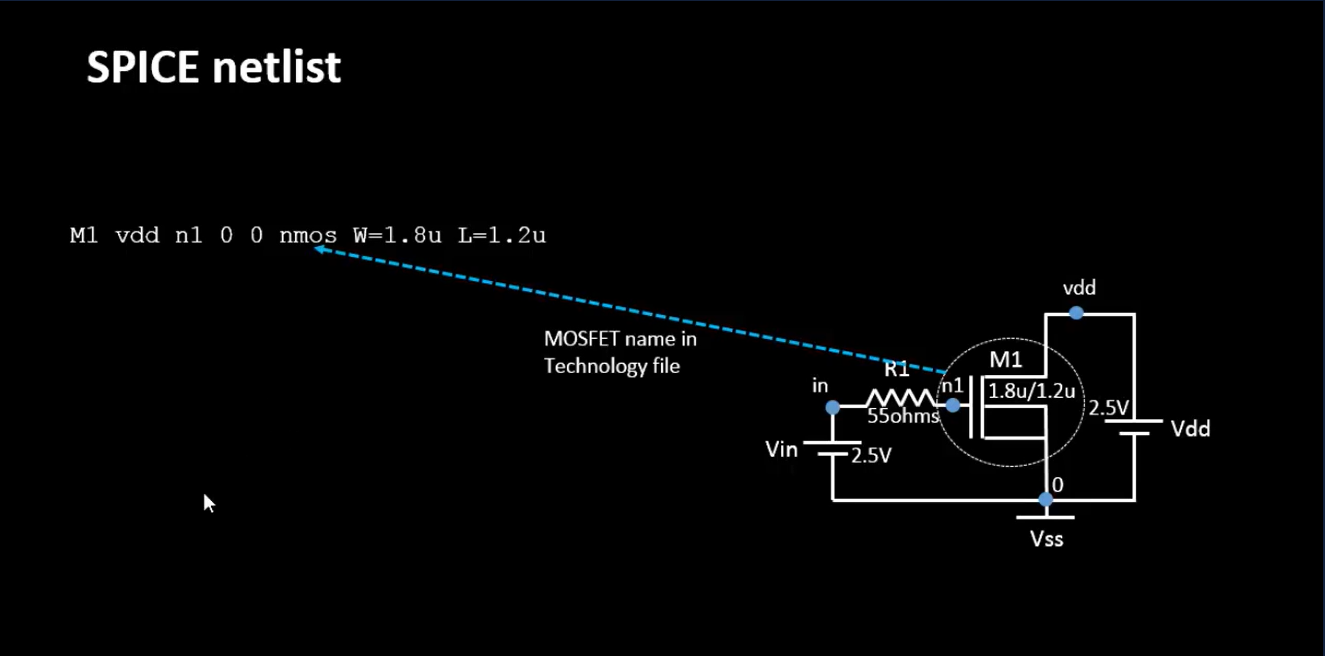 SPICE netlist
M1 vdd n1 0 0 nmos W=1.8u L=1.2u
vdd
MOSFET name in
Technology file
R1
M1
in
n1
1.8u/1.2u
55ohms
2.5V
Vdd
Vin
2.5V
0
Vss